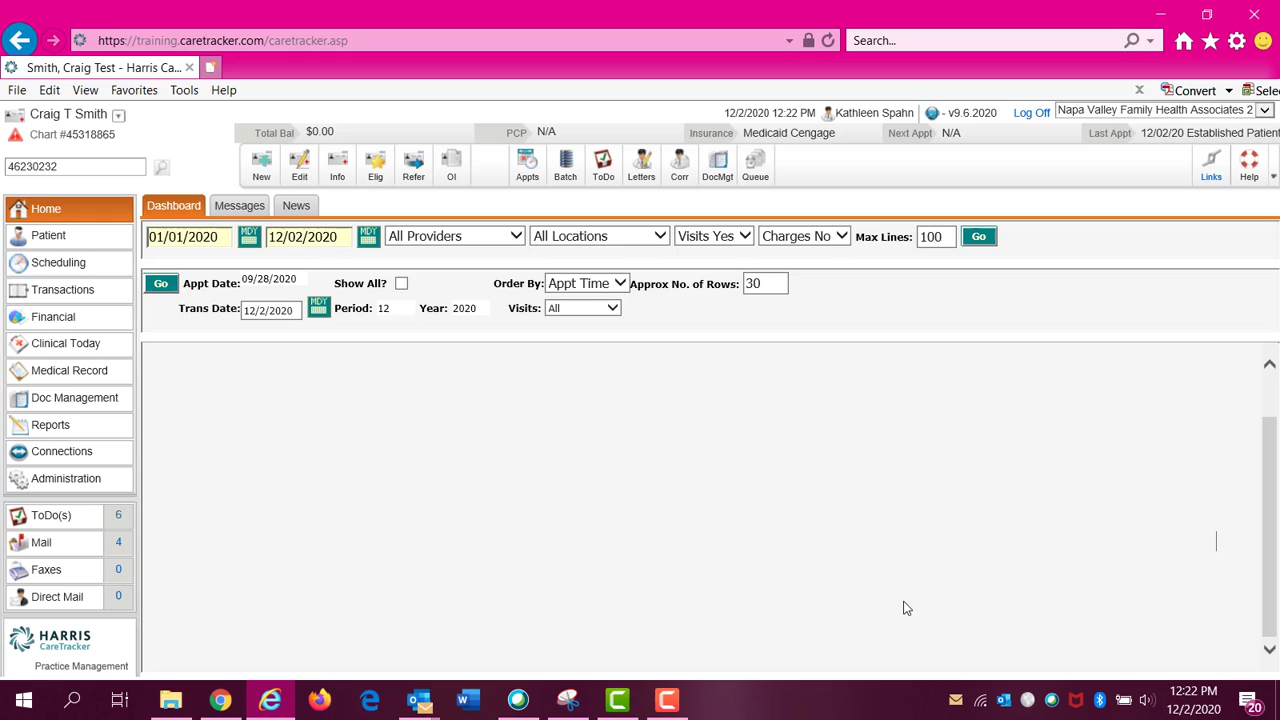 https://training.caretracker.com/caretracker.asp
Search...
Smith, Craig Test - Harris Ca...
File Edit View Favorites Tools Help
Convert
Sele
Craig T Smith
12/2/2020 12:22 PM Kathleen Spahn - v9.6.2020 Log Off Napa Valley Family Health Associates 2
Chart #45318865
Total Bal $0.00 PCP N/A Insurance Medicaid Cengage Next Appt N/A Last Appt 12/02/20 Established Patien
46230232
New Edit Info Elig Refer OI Appts Batch ToDo Letters Corr DocMgt Queue Links Help
Home
Patient
Scheduling
Transactions
Financial
Clinical Today
Medical Record
Doc Management
Reports
Connections
Administration
ToDo(s) 6
Mail 4
Faxes 0
Direct Mail 0
HARRIS
CareTracker
Practice Management
Dashboard Messages News
01/01/2020 MDY 12/02/2020 MDY All Providers All Locations Visits Yes Charges No Max Lines: 100 Go
Go Appt Date: 09/28/2020 Show All? Order By: Appt Time Approx No. of Rows: 30
Trans Date: 12/2/2020 MDY Period: 12 Year: 2020 Visits: All
12:22 PM
12/2/2020
20